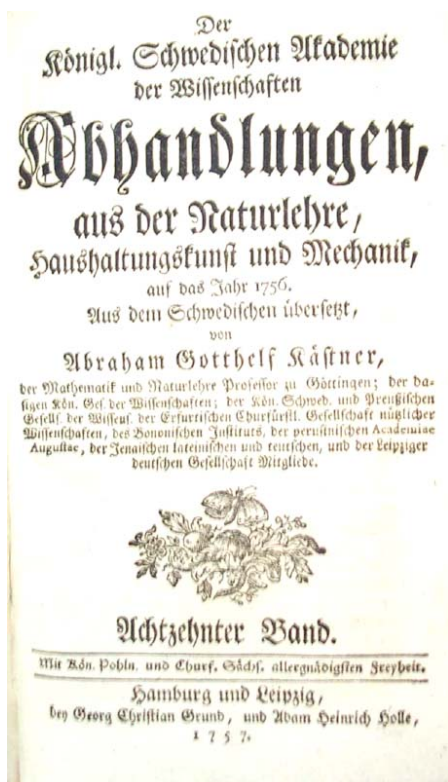 Der
Königl. Schwedischen Akademie
der Wissenschaften
Abhandlungen,
aus der Naturlehre,
Haushaltungskunst und Mechanik,
auf das Jahr 1756.
Aus dem Schwedischen übersetzt,
von
Abraham Gotthelf Kästner,
der Mathematik und Naturlehre Professor zu Göttingen; der da-
sigen Kön. Ges. der Wissenschaften; der Kön. Schwed. und Preußischen
Gesells. der Wissens. der Erfurtischen Churfürstl. Gesellschaft nützlicher
Wissenschaften, des Bononischen Instituts, der perusinischen Academiae
Augustae, der Jenaischen lateinischen und teutschen, und der Leipziger
deutschen Gesellschaft Mitgliede.
Achtzehnter Band.
Mit Kön. Pohln. und Churf. Sächs. allergnädigsten Freyheit.
Hamburg und Leipzig,
bey Georg Christian Grund, und Adam Heinrich Holle,
1757.